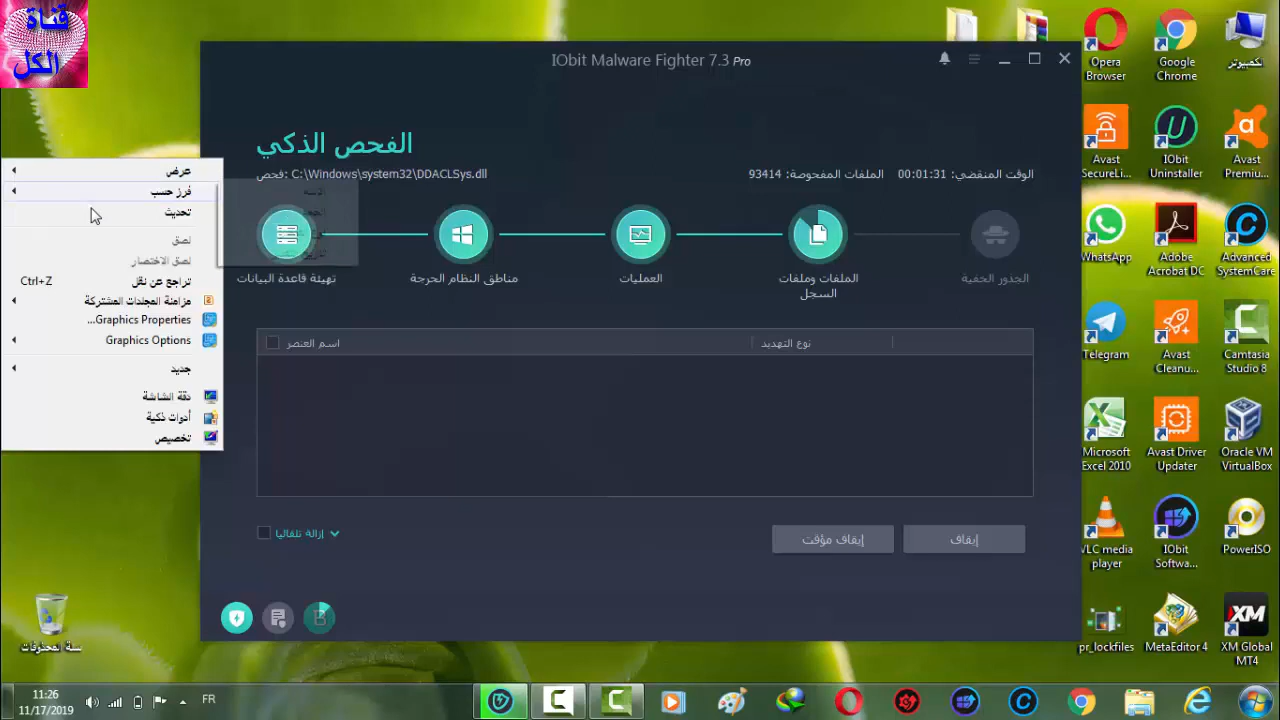 قناة
الكل
IObit Malware Fighter 7.3 Pro
الفحص الذكي
فحص: C:\Windows\system32\DDACLSys.dll
الملفات المفحوصة: 93414
الوقت المنقضي: 00:01:31
تهيئة قاعدة البيانات
مناطق النظام الحرجة
العمليات
الملفات وملفات
السجل
الجذور الخفية
اسم العنصر
نوع التهديد
إزالة تلقائيا
إيقاف مؤقت
إيقاف
عرض
فرز حسب
تحديث
لصق
لصق الاختصار
تراجع عن نقل Ctrl+Z
مزامنة المجلدات المشتركة
Graphics Properties...
Graphics Options
جديد
دقة الشاشة
أدوات ذكية
تخصيص
Opera
Browser
Google
Chrome
الكمبيوتر
Avast
SecureLi...
IObit
Uninstaller
Avast
Premiu...
WhatsApp
Adobe
Acrobat DC
Advanced
SystemCare
Telegram
Avast
Cleanu...
Camtasia
Studio 8
Microsoft
Excel 2010
Avast Driver
Updater
Oracle VM
VirtualBox
VLC media
player
IObit
Softwa...
PowerISO
pr_lockfiles
MetaEditor 4
XM
XM Global
MT4
سلة المحذوفات
11:26
11/17/2019
FR